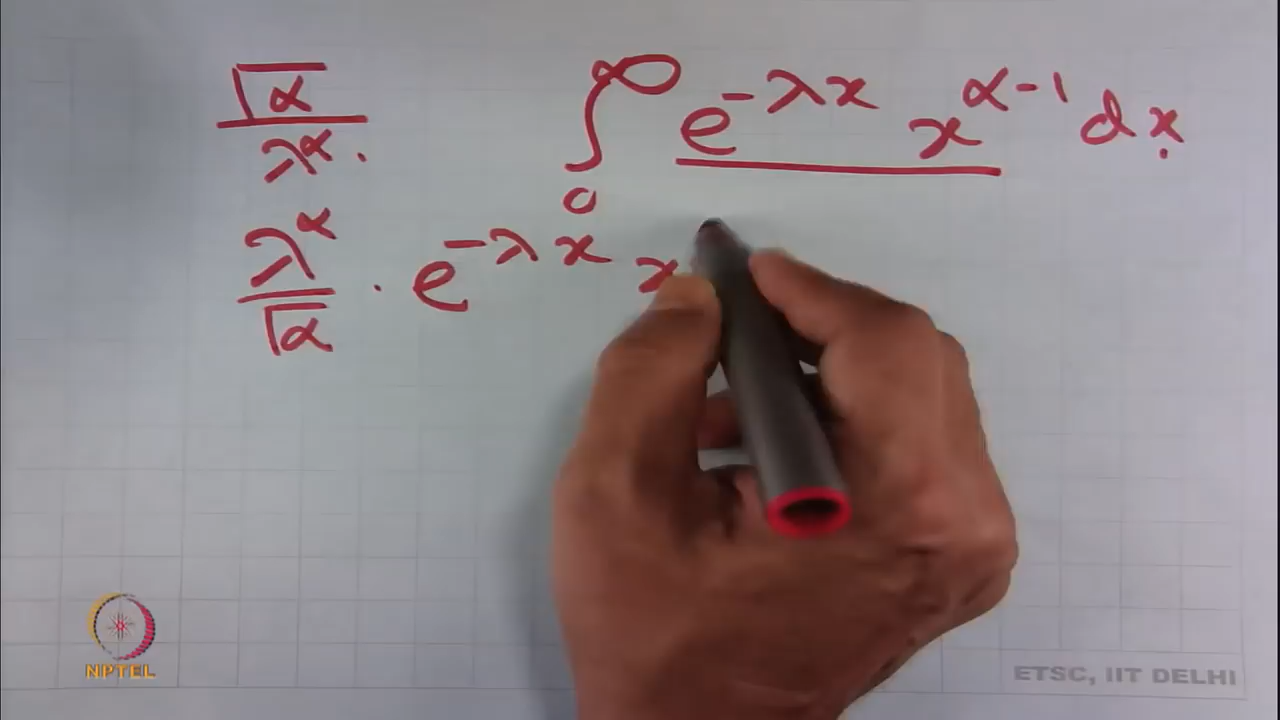 Γα / λ^α . ∫₀^∞ e^{-λx} x^{α-1} dx
λ^α / Γα · e^{-λx} x
NPTEL
ETSC, IIT DELHI